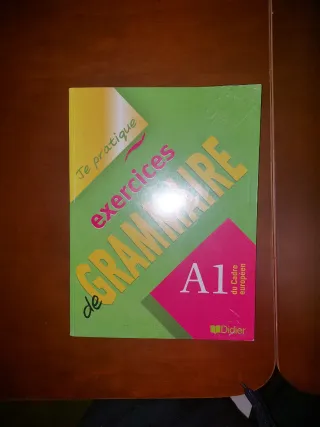 Je pratique
exercices
de GRAMMAIRE
A1
du Cadre
européen
Didier